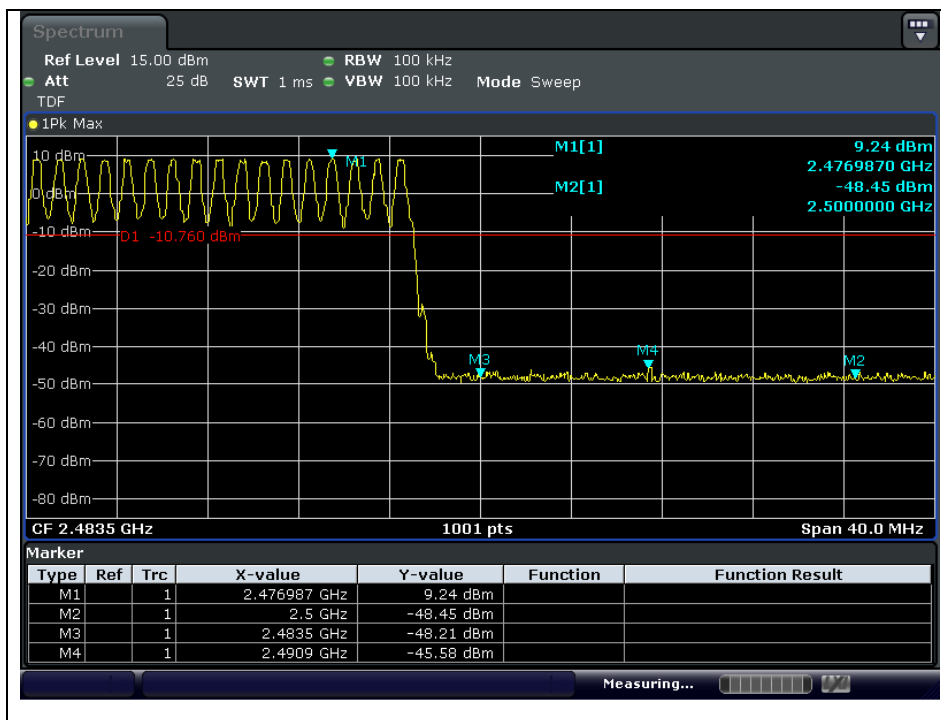 Spectrum
Ref Level 15.00 dBm RBW 100 kHz
Att 25 dB SWT 1 ms VBW 100 kHz Mode Sweep
TDF
1Pk Max
M1[1] 9.24 dBm
2.4769870 GHz
M2[1] -48.45 dBm
2.5000000 GHz
10 dBm
M1
0 dBm
-10 dBm
D1 -10.760 dBm
-20 dBm
-30 dBm
-40 dBm
M3
M4
M2
-50 dBm
-60 dBm
-70 dBm
-80 dBm
CF 2.4835 GHz 1001 pts Span 40.0 MHz
Marker
Type Ref Trc X-value Y-value Function Function Result
M1 1 2.476987 GHz 9.24 dBm
M2 1 2.5 GHz -48.45 dBm
M3 1 2.4835 GHz -48.21 dBm
M4 1 2.4909 GHz -45.58 dBm
Measuring...